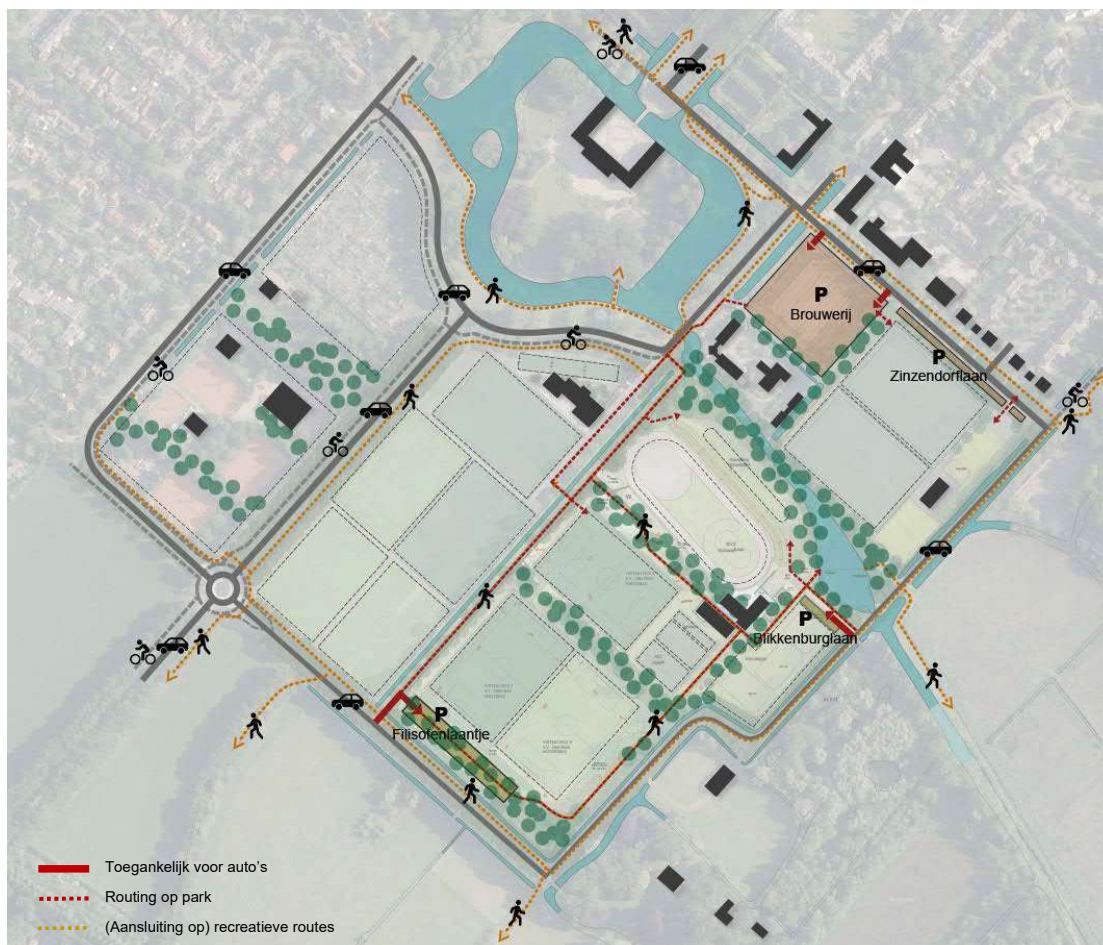 P
Brouwerij
P
Zinzendorflaan
P
Blikkenburglaan
P
Filisofenlaantje
Toegankelijk voor auto's
Routing op park
(Aansluiting op) recreatieve routes